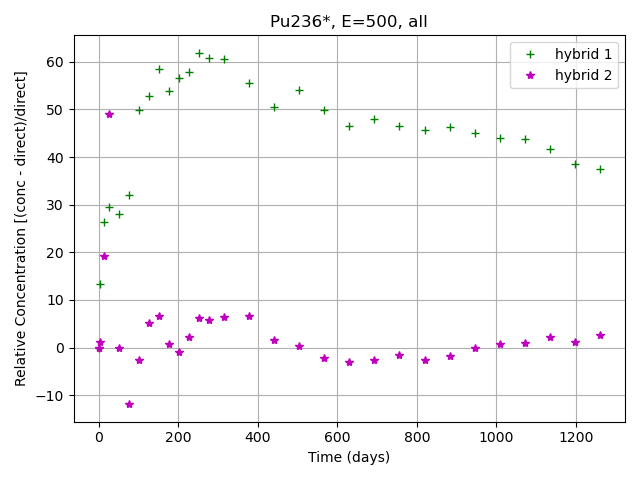 Pu236*, E=500, all
hybrid 1
hybrid 2
Relative Concentration [(conc - direct)/direct]
60
50
40
30
20
10
0
−10
0 200 400 600 800 1000 1200
Time (days)